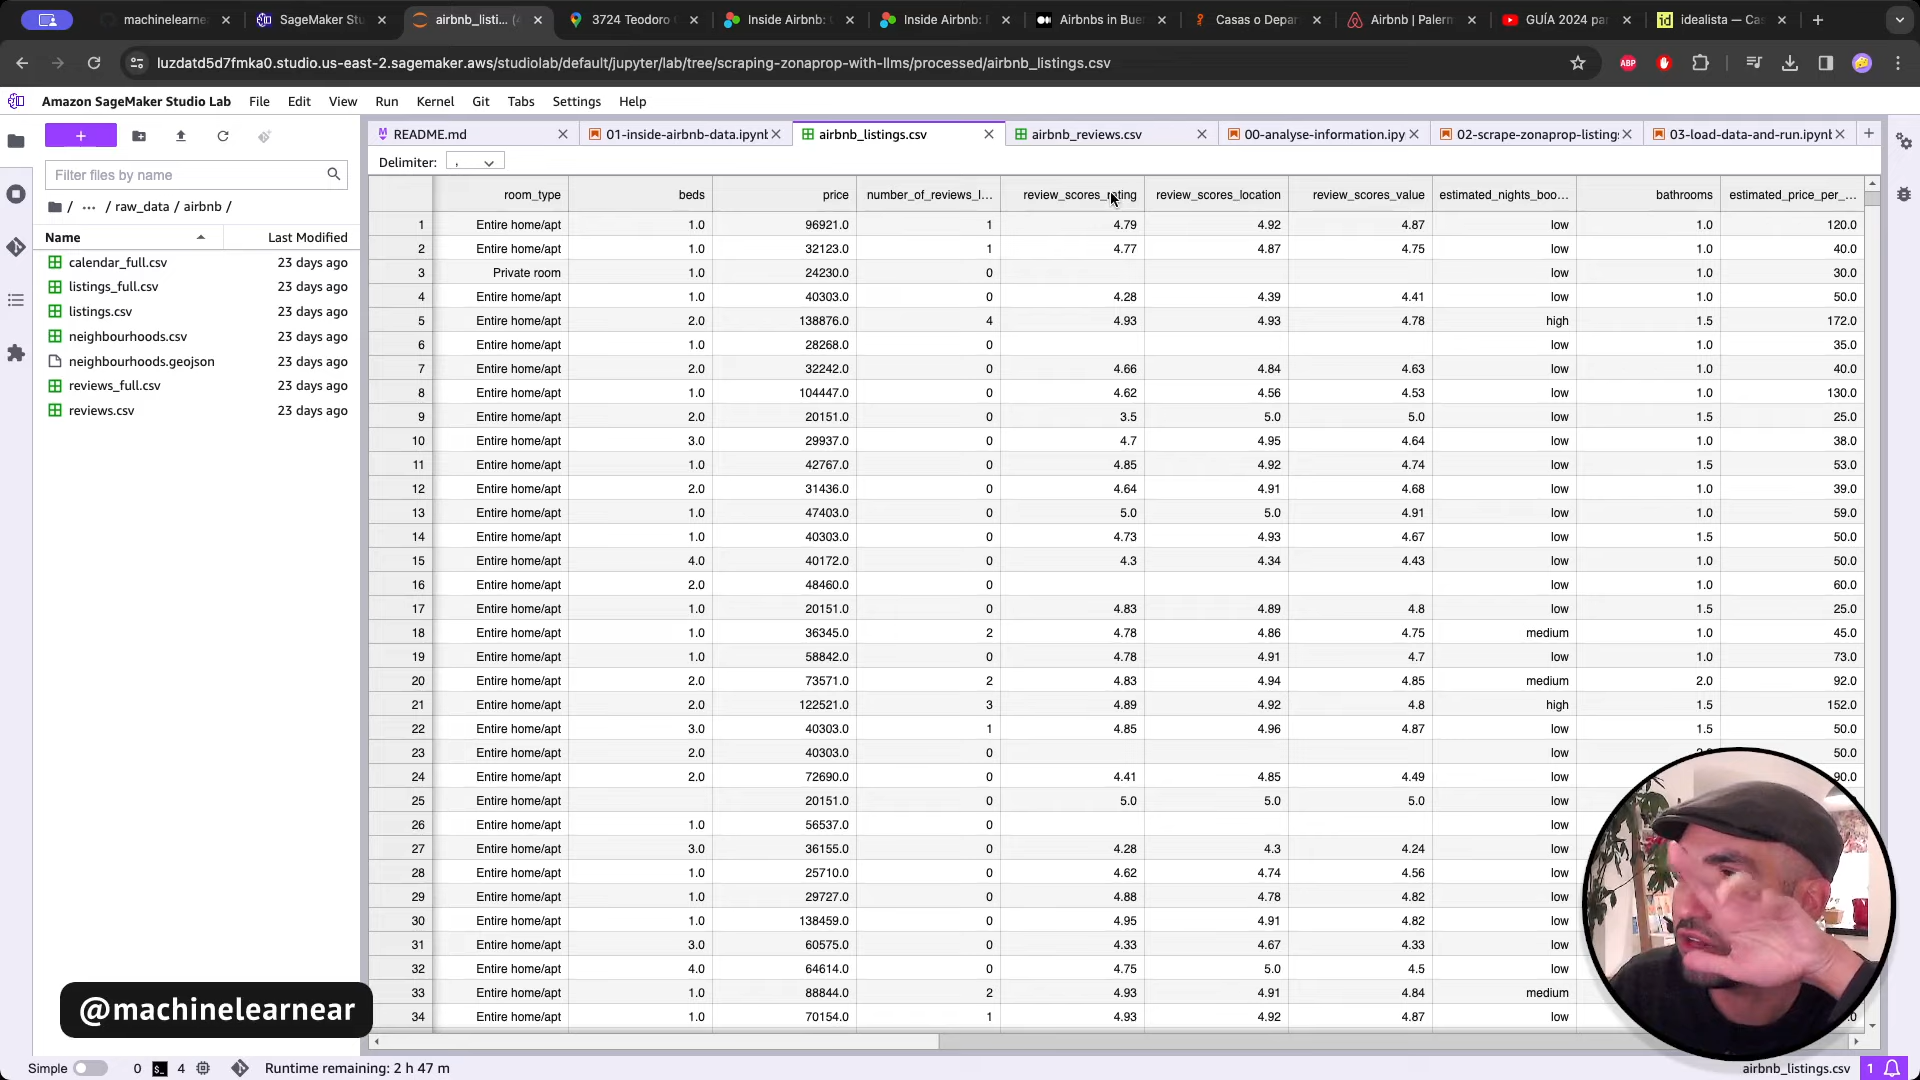 machinelearne
SageMaker Stu
airbnb_listi... (
3724 Teodoro
Inside Airbnb:
Inside Airbnb:
Airbnbs in Bue
Casas o Depar
Airbnb | Palerm
GUÍA 2024 pa
idealista — Ca
luzdatd5d7fmka0.studio.us-east-2.sagemaker.aws/studiolab/default/jupyter/lab/tree/scraping-zonaprop-with-llms/processed/airbnb_listings.csv
ABP
Amazon SageMaker Studio Lab File Edit View Run Kernel Git Tabs Settings Help
README.md
01-inside-airbnb-data.ipynb
airbnb_listings.csv
airbnb_reviews.csv
00-analyse-information.ipy
02-scrape-zonaprop-listing
03-load-data-and-run.ipynb
Delimiter: ,
Filter files by name
/ ... / raw_data / airbnb /
Name Last Modified
calendar_full.csv 23 days ago
listings_full.csv 23 days ago
listings.csv 23 days ago
neighbourhoods.csv 23 days ago
neighbourhoods.geojson 23 days ago
reviews_full.csv 23 days ago
reviews.csv 23 days ago
room_type beds price number_of_reviews_l... review_scores_rating review_scores_location review_scores_value estimated_nights_boo... bathrooms estimated_price_per_...
1 Entire home/apt 1.0 96921.0 1 4.79 4.92 4.87 low 1.0 120.0
2 Entire home/apt 1.0 32123.0 1 4.77 4.87 4.75 low 1.0 40.0
3 Private room 1.0 24230.0 0 low 1.0 30.0
4 Entire home/apt 1.0 40303.0 0 4.28 4.39 4.41 low 1.0 50.0
5 Entire home/apt 2.0 138876.0 4 4.93 4.93 4.78 high 1.5 172.0
6 Entire home/apt 1.0 28268.0 0 low 1.0 35.0
7 Entire home/apt 2.0 32242.0 0 4.66 4.84 4.63 low 1.0 40.0
8 Entire home/apt 1.0 104447.0 0 4.62 4.56 4.53 low 1.0 130.0
9 Entire home/apt 2.0 20151.0 0 3.5 5.0 5.0 low 1.5 25.0
10 Entire home/apt 3.0 29937.0 0 4.7 4.95 4.64 low 1.0 38.0
11 Entire home/apt 1.0 42767.0 0 4.85 4.92 4.74 low 1.5 53.0
12 Entire home/apt 2.0 31436.0 0 4.64 4.91 4.68 low 1.0 39.0
13 Entire home/apt 1.0 47403.0 0 5.0 5.0 4.91 low 1.0 59.0
14 Entire home/apt 1.0 40303.0 0 4.73 4.93 4.67 low 1.5 50.0
15 Entire home/apt 4.0 40172.0 0 4.3 4.34 4.43 low 1.0 50.0
16 Entire home/apt 2.0 48460.0 0 low 1.0 60.0
17 Entire home/apt 1.0 20151.0 0 4.83 4.89 4.8 low 1.5 25.0
18 Entire home/apt 1.0 36345.0 2 4.78 4.86 4.75 medium 1.0 45.0
19 Entire home/apt 1.0 58842.0 0 4.78 4.91 4.7 low 1.0 73.0
20 Entire home/apt 2.0 73571.0 2 4.83 4.94 4.85 medium 2.0 92.0
21 Entire home/apt 2.0 122521.0 3 4.89 4.92 4.8 high 1.5 152.0
22 Entire home/apt 3.0 40303.0 1 4.85 4.96 4.87 low 1.5 50.0
23 Entire home/apt 2.0 40303.0 0 low 50.0
24 Entire home/apt 2.0 72690.0 0 4.41 4.85 4.49 low 90.0
25 Entire home/apt 20151.0 0 5.0 5.0 5.0 low
26 Entire home/apt 1.0 56537.0 0 low
27 Entire home/apt 3.0 36155.0 0 4.28 4.3 4.24 low
28 Entire home/apt 1.0 25710.0 0 4.62 4.74 4.56 low
29 Entire home/apt 1.0 29727.0 0 4.88 4.78 4.82 low
30 Entire home/apt 1.0 138459.0 0 4.95 4.91 4.82 low
31 Entire home/apt 3.0 60575.0 0 4.33 4.67 4.33 low
32 Entire home/apt 4.0 64614.0 0 4.75 5.0 4.5 low
33 Entire home/apt 1.0 88844.0 2 4.93 4.91 4.84 medium
34 Entire home/apt 1.0 70154.0 1 4.93 4.92 4.87 low
@machinelearnear
Simple 0 4 Runtime remaining: 2 h 47 m airbnb_listings.csv 1